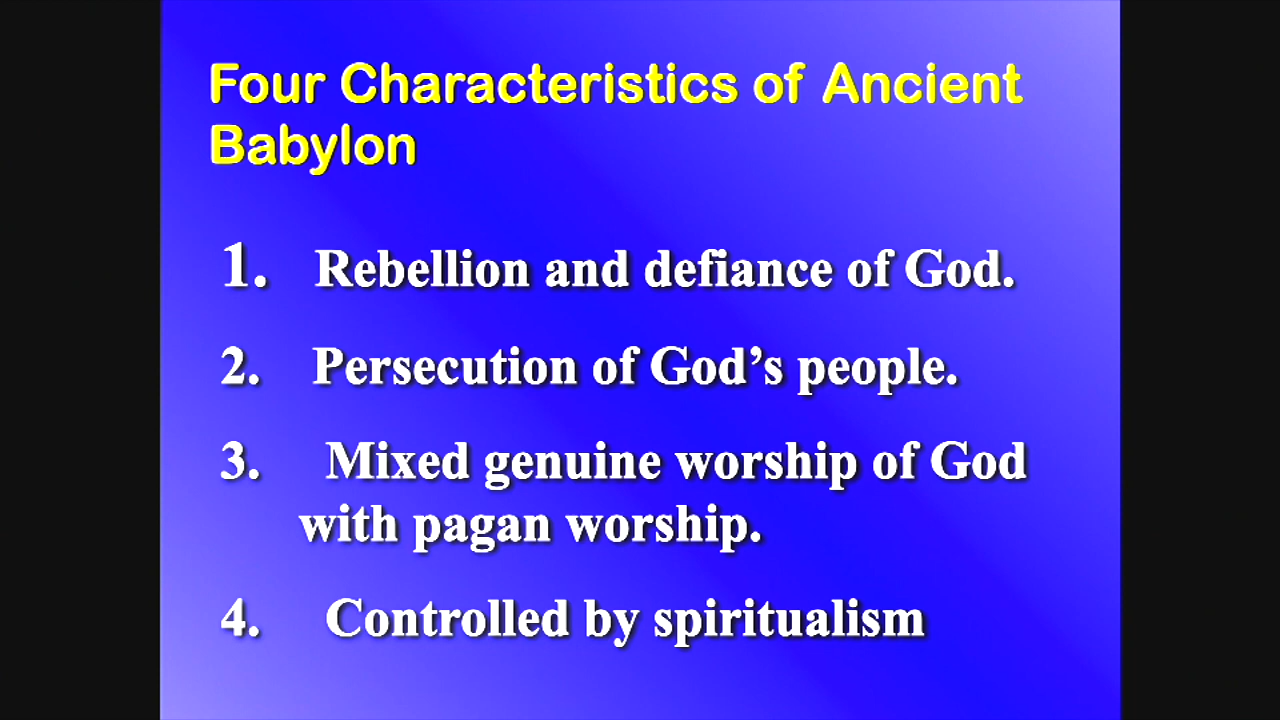 Four Characteristics of Ancient
Babylon
1. Rebellion and defiance of God.
2. Persecution of God’s people.
3. Mixed genuine worship of God
with pagan worship.
4. Controlled by spiritualism